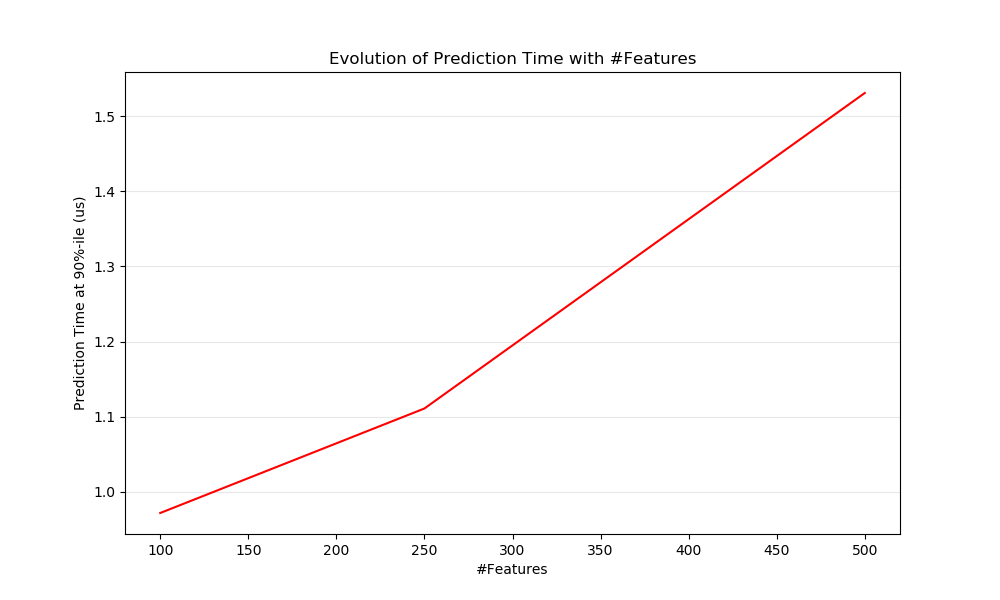 Evolution of Prediction Time with #Features
Prediction Time at 90%-ile (us)
1.5
1.4
1.3
1.2
1.1
1.0
100 150 200 250 300 350 400 450 500
#Features